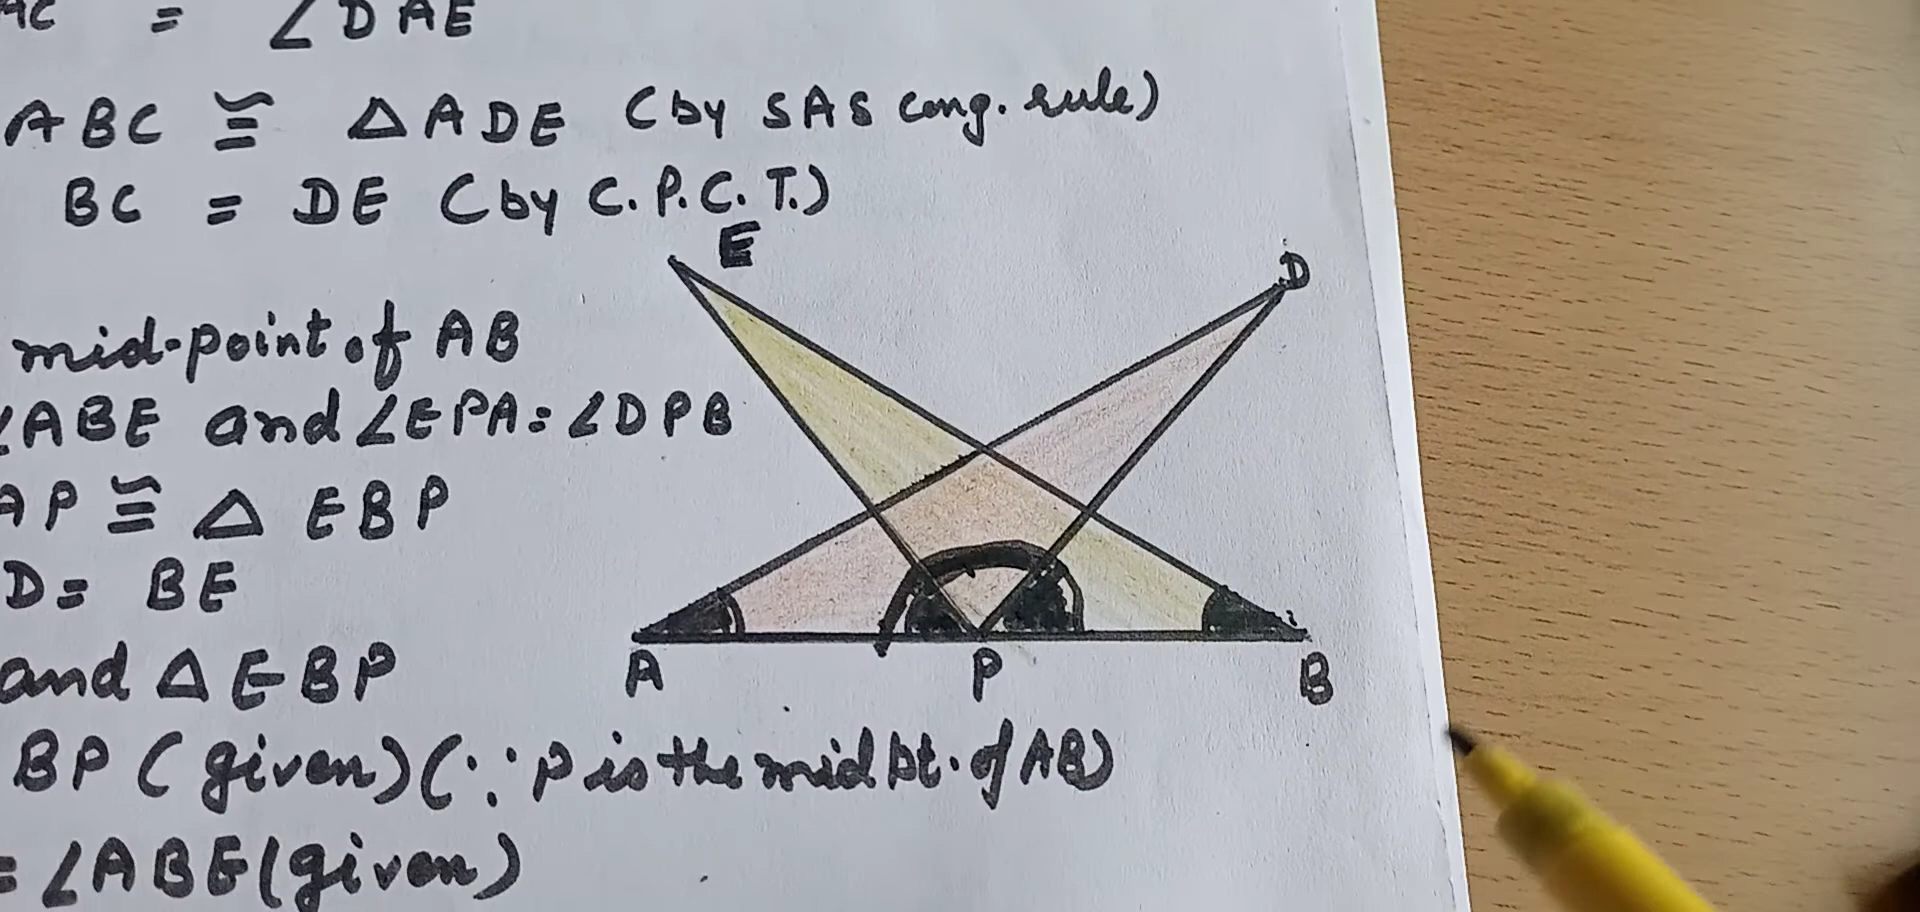 AC = ∠DAE
ABC ≅ △ADE (by SAS cong. rule)
BC = DE (by C.P.C.T.)
E
D
mid-point of AB
∠ABE and ∠EPA = ∠DPB
AP ≅ △EBP
D = BE
and △EBP
A P B
BP (given) (∵ P is the mid pt. of AB)
= ∠ABE (given)